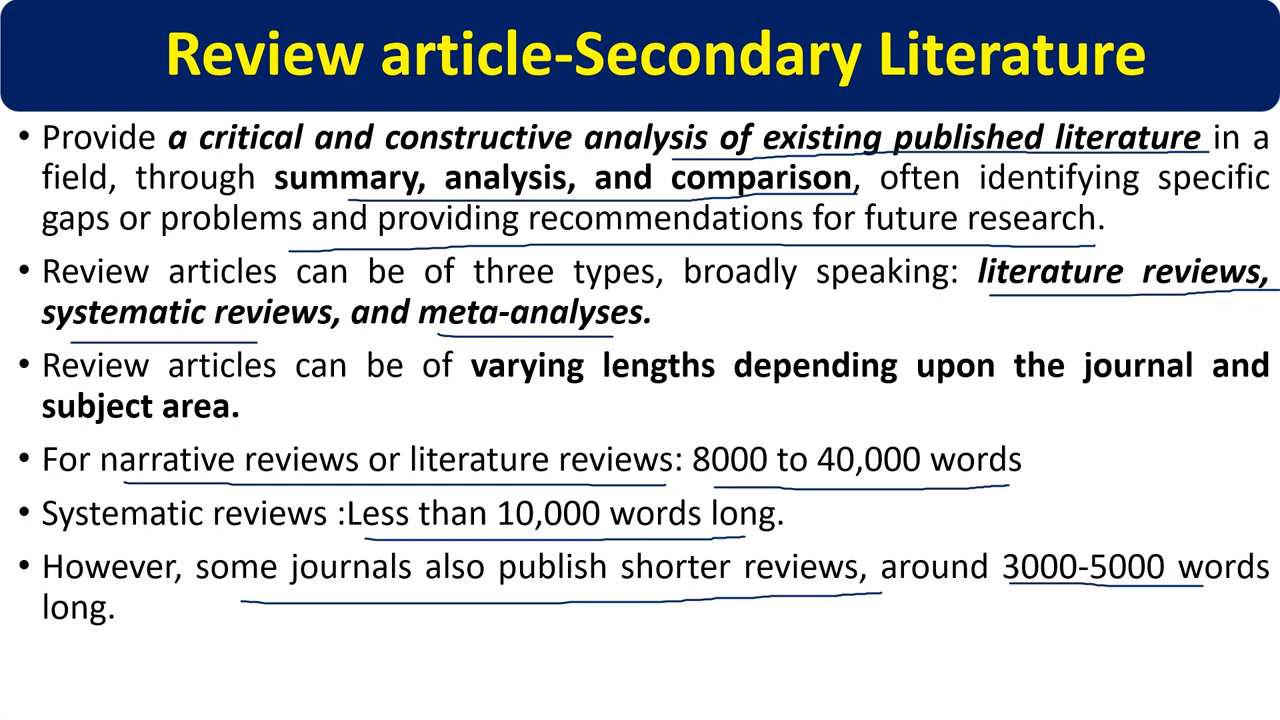 Review article-Secondary Literature
• Provide a critical and constructive analysis of existing published literature in a
field, through summary, analysis, and comparison, often identifying specific
gaps or problems and providing recommendations for future research.
• Review articles can be of three types, broadly speaking: literature reviews,
systematic reviews, and meta-analyses.
• Review articles can be of varying lengths depending upon the journal and
subject area.
• For narrative reviews or literature reviews: 8000 to 40,000 words
• Systematic reviews :Less than 10,000 words long.
• However, some journals also publish shorter reviews, around 3000-5000 words
long.